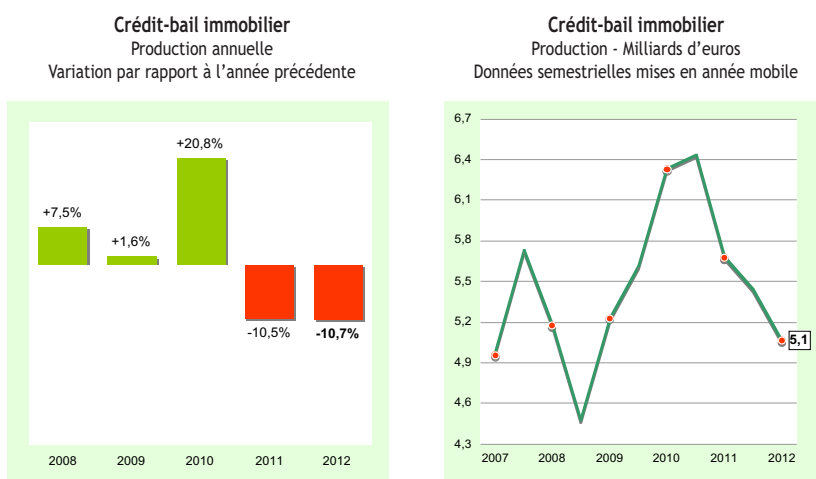 Crédit-bail immobilier
Production annuelle
Variation par rapport à l'année précédente
+20,8%
+7,5%
+1,6%
-10,5%
-10,7%
2008 2009 2010 2011 2012
Crédit-bail immobilier
Production - Milliards d'euros
Données semestrielles mises en année mobile
6,7
6,4
6,1
5,8
5,5
5,2
4,9
4,6
4,3
5,1
2007 2008 2009 2010 2011 2012